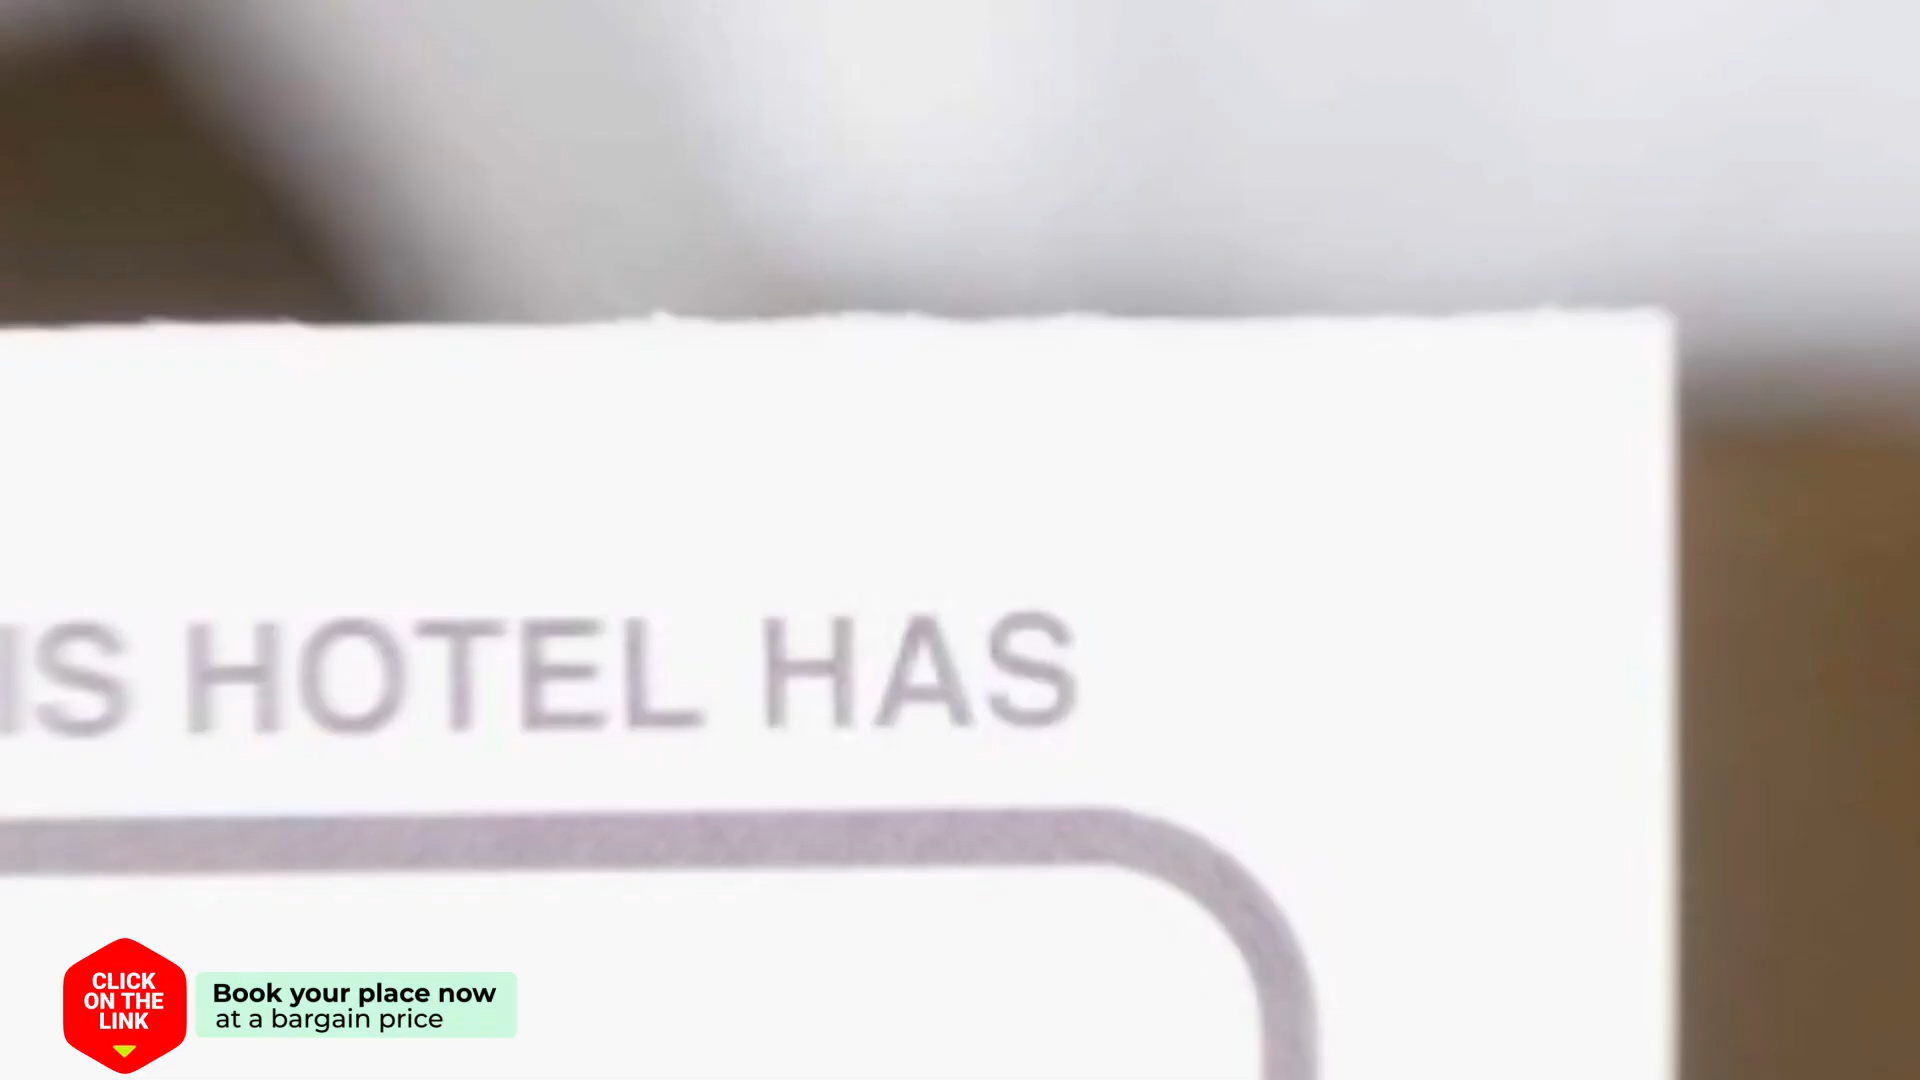 IS HOTEL HAS
CLICK
ON THE
LINK
Book your place now
at a bargain price